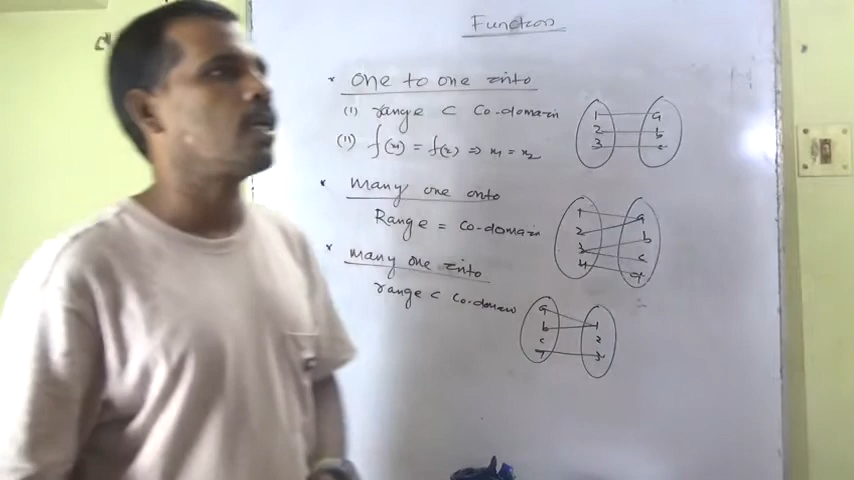 Function
* one to one into
(i) range ⊂ Co-domain
(ii) f(x₁) = f(x₂) ⇒ x₁ = x₂
* many one onto
Range = Co-domain
* many one into
range ⊂ Co-domain
1 a
2 b
3 c
1 a
2 b
3 c
4 d
a 1
b 2
c 3